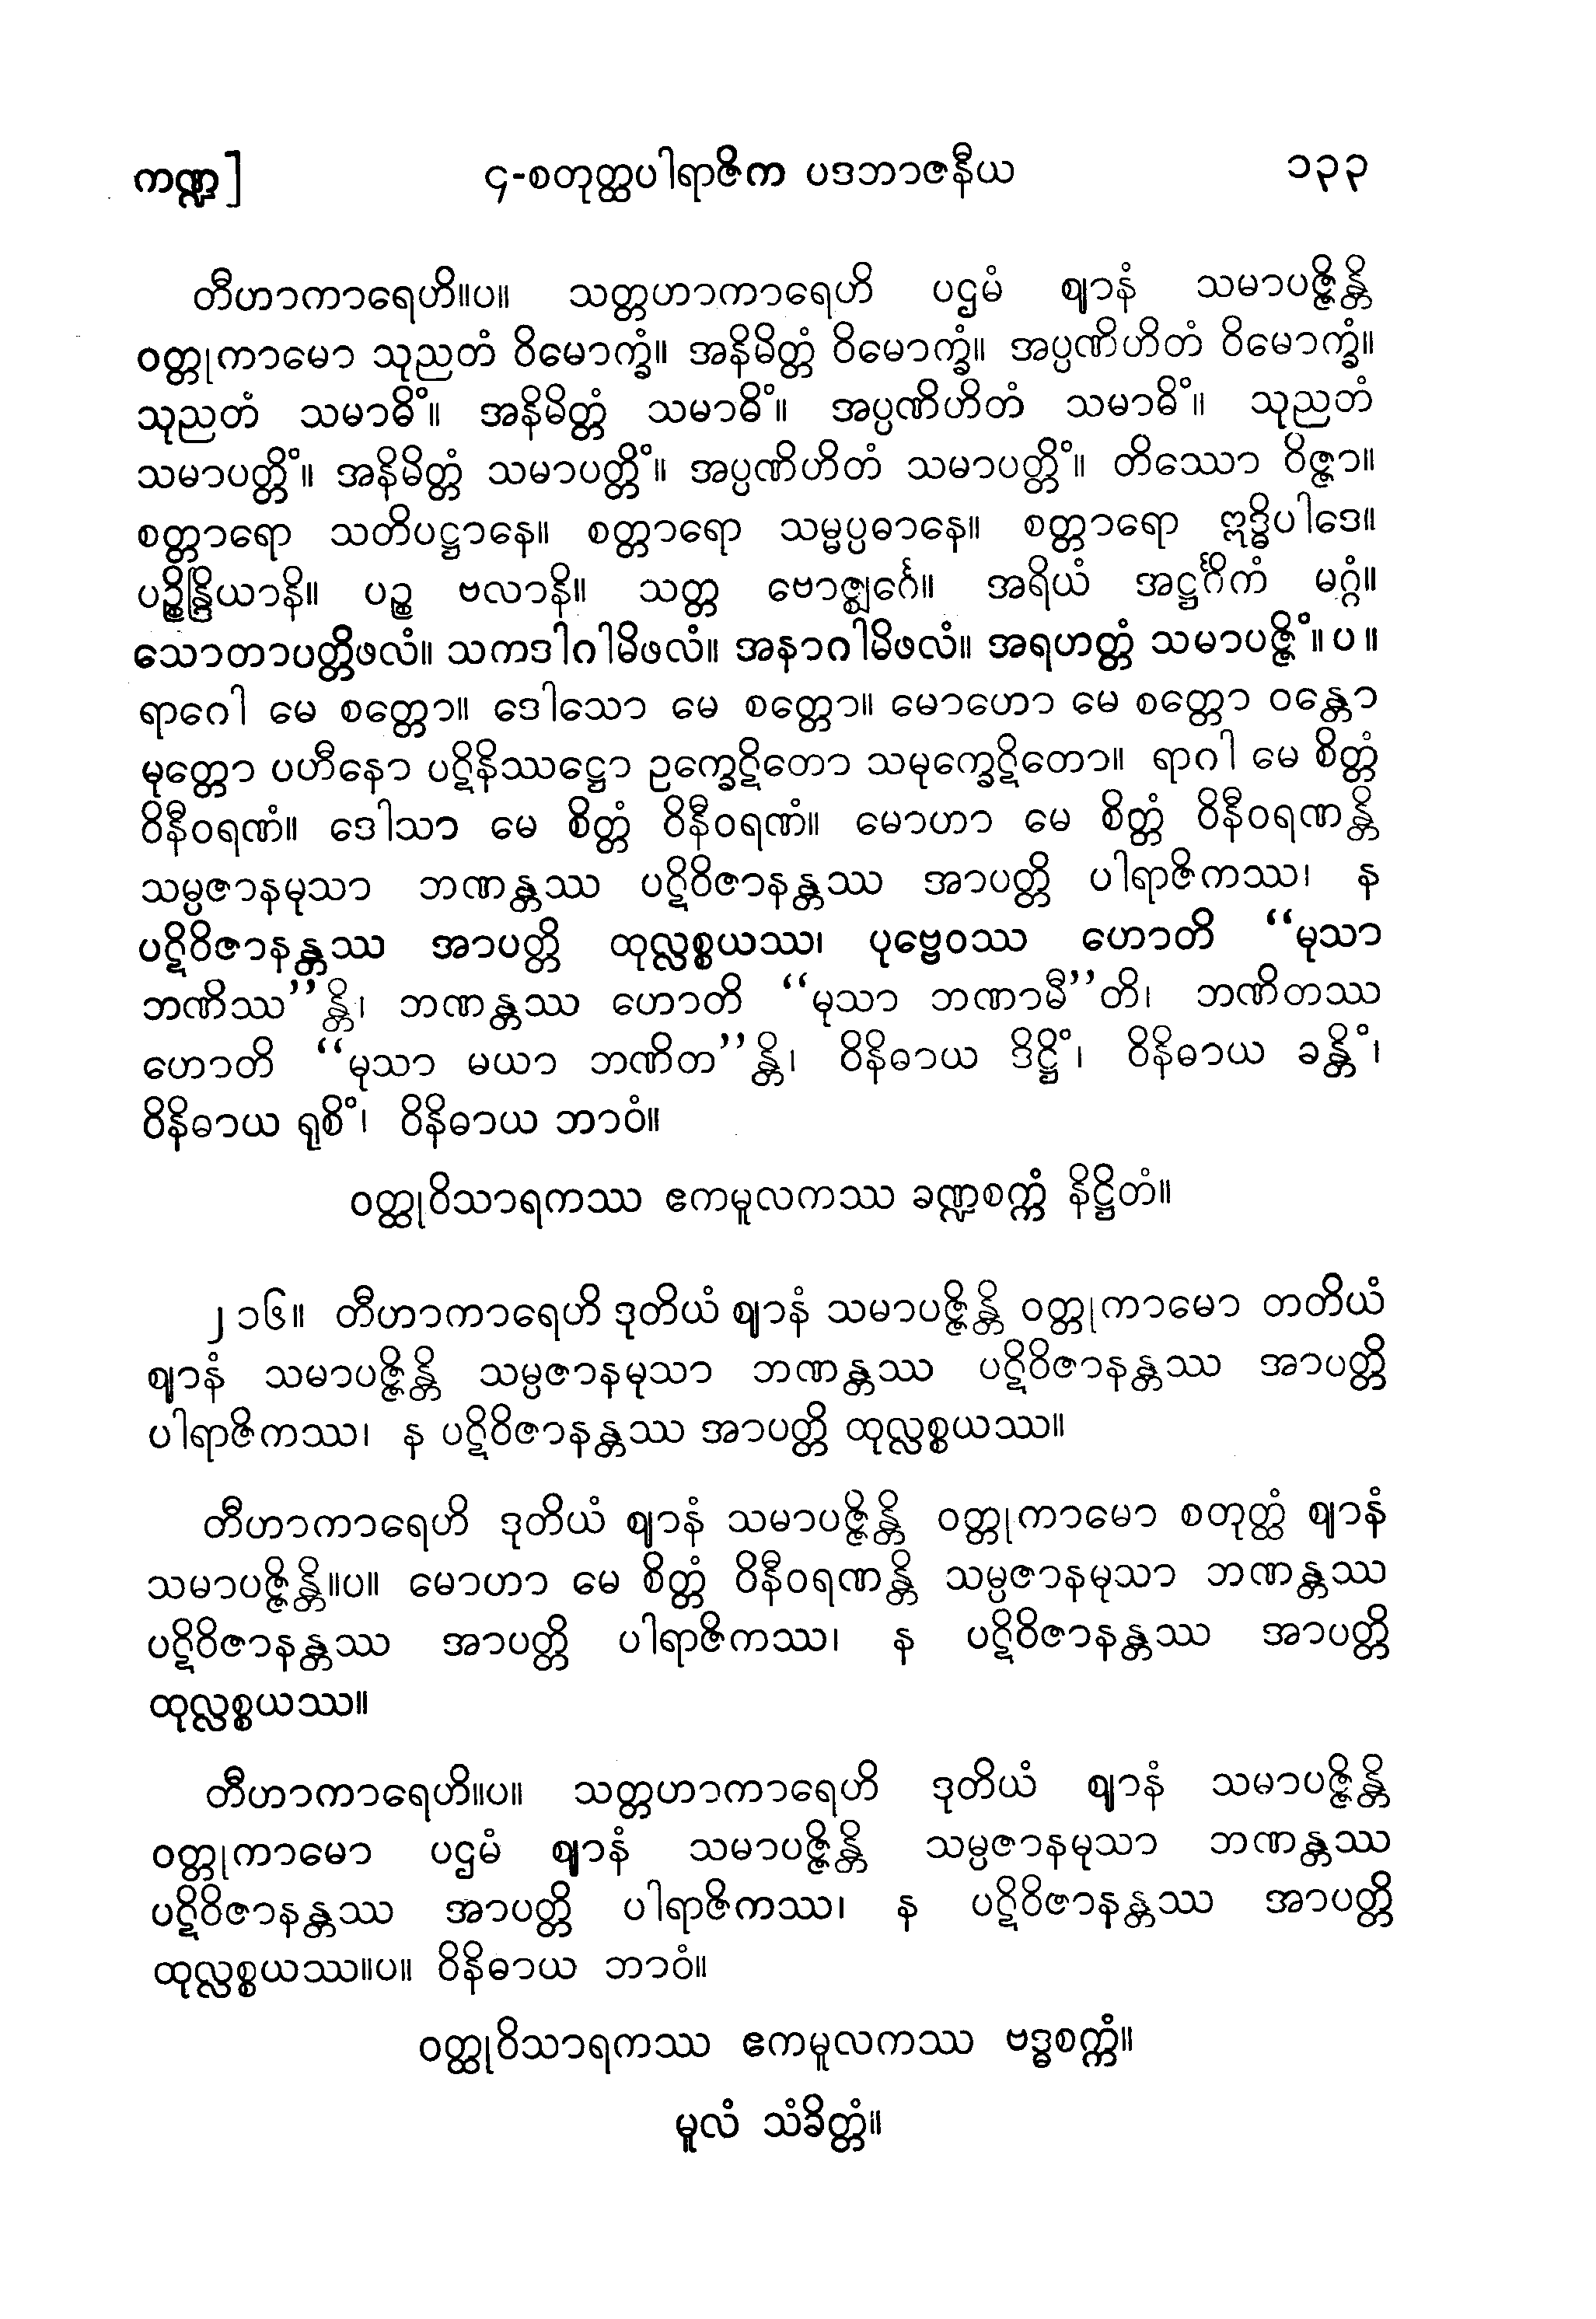 ကဏ္ဍ] ၄-စတုတ္ထပါရာဇိက ပဒဘာဇနီယ ၁၃၃
တီဟာကာရေဟိ။ပ။ သတ္တဟာကာရေဟိ ပဌမံ ဈာနံ သမာပဇ္ဇိန္တိ
ဝတ္တုကာမော သုညတံ ဝိမောက္ခံ။ အနိမိတ္တံ ဝိမောက္ခံ။ အပ္ပဏိဟိတံ ဝိမောက္ခံ။
သုညတံ သမာဓိံ။ အနိမိတ္တံ သမာဓိံ။ အပ္ပဏိဟိတံ သမာဓိံ။ သုညတံ
သမာပတ္တိံ။ အနိမိတ္တံ သမာပတ္တိံ။ အပ္ပဏိဟိတံ သမာပတ္တိံ။ တိဿော ဝိဇ္ဇာ။
စတ္တာရော သတိပဋ္ဌာနေ။ စတ္တာရော သမ္မပ္ပဓာနေ။ စတ္တာရော ဣဒ္ဓိပါဒေ။
ပဉ္စိန္ဒြိယာနိ။ ပဉ္စ ဗလာနိ။ သတ္တ ဗောဇ္ဈင်္ဂေ။ အရိယံ အဋ္ဌင်္ဂိကံ မဂ္ဂံ။
သောတာပတ္တိဖလံ။ သကဒါဂါမိဖလံ။ အနာဂါမိဖလံ။ အရဟတ္တံ သမာပဇ္ဇိံ။ပ။
ရာဂေါ မေ စတ္တော။ ဒေါသော မေ စတ္တော။ မောဟော မေ စတ္တော ဝန္တော
မုတ္တော ပဟီနော ပဋိနိဿဋ္ဌော ဥက္ခေဋိတော သမုက္ခေဋိတော။ ရာဂါ မေ စိတ္တံ
ဝိနီဝရဏံ။ ဒေါသာ မေ စိတ္တံ ဝိနီဝရဏံ။ မောဟာ မေ စိတ္တံ ဝိနီဝရဏန္တိ
သမ္ပဇာနမုသာ ဘဏန္တဿ ပဋိဝိဇာနန္တဿ အာပတ္တိ ပါရာဇိကဿ၊ န
ပဋိဝိဇာနန္တဿ အာပတ္တိ ထုလ္လစ္စယဿ၊ ပုဗ္ဗေဝဿ ဟောတိ “မုသာ
ဘဏိဿ”န္တိ၊ ဘဏန္တဿ ဟောတိ “မုသာ ဘဏာမီ”တိ၊ ဘဏိတဿ
ဟောတိ “မုသာ မယာ ဘဏိတ”န္တိ၊ ဝိနိဓာယ ဒိဋ္ဌိံ၊ ဝိနိဓာယ ခန္တိံ၊
ဝိနိဓာယ ရုစိံ၊ ဝိနိဓာယ ဘာဝံ။
ဝတ္ထုဝိသာရကဿ ဧကမူလကဿ ခဏ္ဍစက္ကံ နိဋ္ဌိတံ။
၂၁၆။ တီဟာကာရေဟိ ဒုတိယံ ဈာနံ သမာပဇ္ဇိန္တိ ဝတ္တုကာမော တတိယံ
ဈာနံ သမာပဇ္ဇိန္တိ သမ္ပဇာနမုသာ ဘဏန္တဿ ပဋိဝိဇာနန္တဿ အာပတ္တိ
ပါရာဇိကဿ၊ န ပဋိဝိဇာနန္တဿ အာပတ္တိ ထုလ္လစ္စယဿ။
တီဟာကာရေဟိ ဒုတိယံ ဈာနံ သမာပဇ္ဇိန္တိ ဝတ္တုကာမော စတုတ္ထံ ဈာနံ
သမာပဇ္ဇိန္တိ။ပ။ မောဟာ မေ စိတ္တံ ဝိနီဝရဏန္တိ သမ္ပဇာနမုသာ ဘဏန္တဿ
ပဋိဝိဇာနန္တဿ အာပတ္တိ ပါရာဇိကဿ၊ န ပဋိဝိဇာနန္တဿ အာပတ္တိ
ထုလ္လစ္စယဿ။
တီဟာကာရေဟိ။ပ။ သတ္တဟာကာရေဟိ ဒုတိယံ ဈာနံ သမာပဇ္ဇိန္တိ
ဝတ္တုကာမော ပဌမံ ဈာနံ သမာပဇ္ဇိန္တိ သမ္ပဇာနမုသာ ဘဏန္တဿ
ပဋိဝိဇာနန္တဿ အာပတ္တိ ပါရာဇိကဿ၊ န ပဋိဝိဇာနန္တဿ အာပတ္တိ
ထုလ္လစ္စယဿ။ပ။ ဝိနိဓာယ ဘာဝံ။
ဝတ္ထုဝိသာရကဿ ဧကမူလကဿ ဗဒ္ဓစက္ကံ။
မူလံ သံခိတ္တံ။